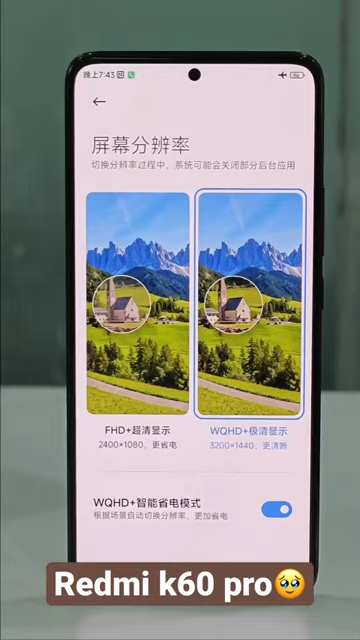 晚上7:43
屏幕分辨率
切换分辨率过程中，系统可能会关闭部分后台应用
FHD+超清显示
2400×1080，更省电
WQHD+极清显示
3200×1440，更清晰
WQHD+智能省电模式
根据场景自动切换分辨率，更加省电
Redmi k60 pro🥹